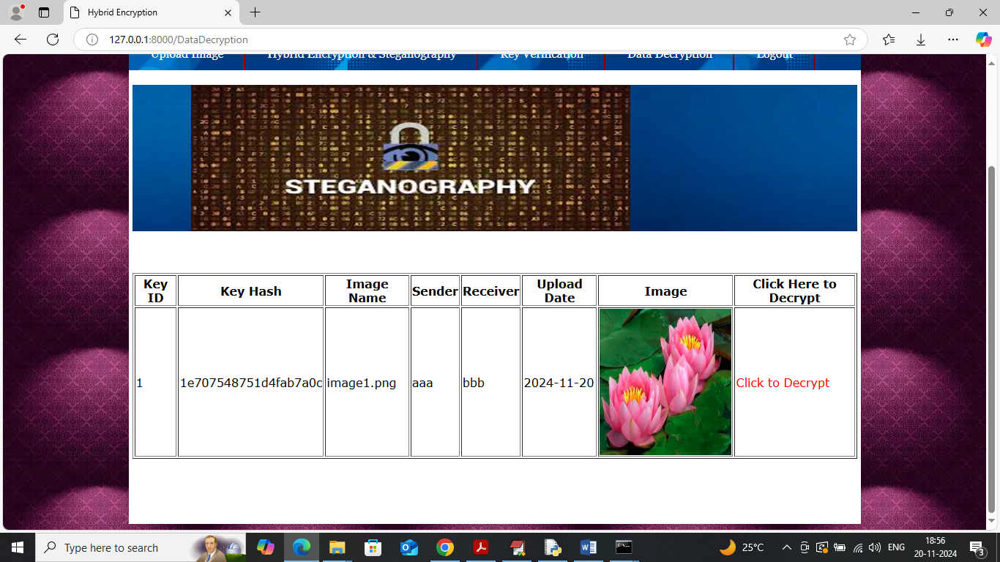 Hybrid Encryption
127.0.0.1:8000/DataDecryption
Upload Image Hybrid Encryption & Steganography Key Verification Data Decryption Logout
STEGANOGRAPHY
Key ID Key Hash Image Name Sender Receiver Upload Date Image Click Here to Decrypt
1 1e707548751d4fab7a0c image1.png aaa bbb 2024-11-20 Click to Decrypt
Type here to search 25°C ENG 18:56
20-11-2024 3